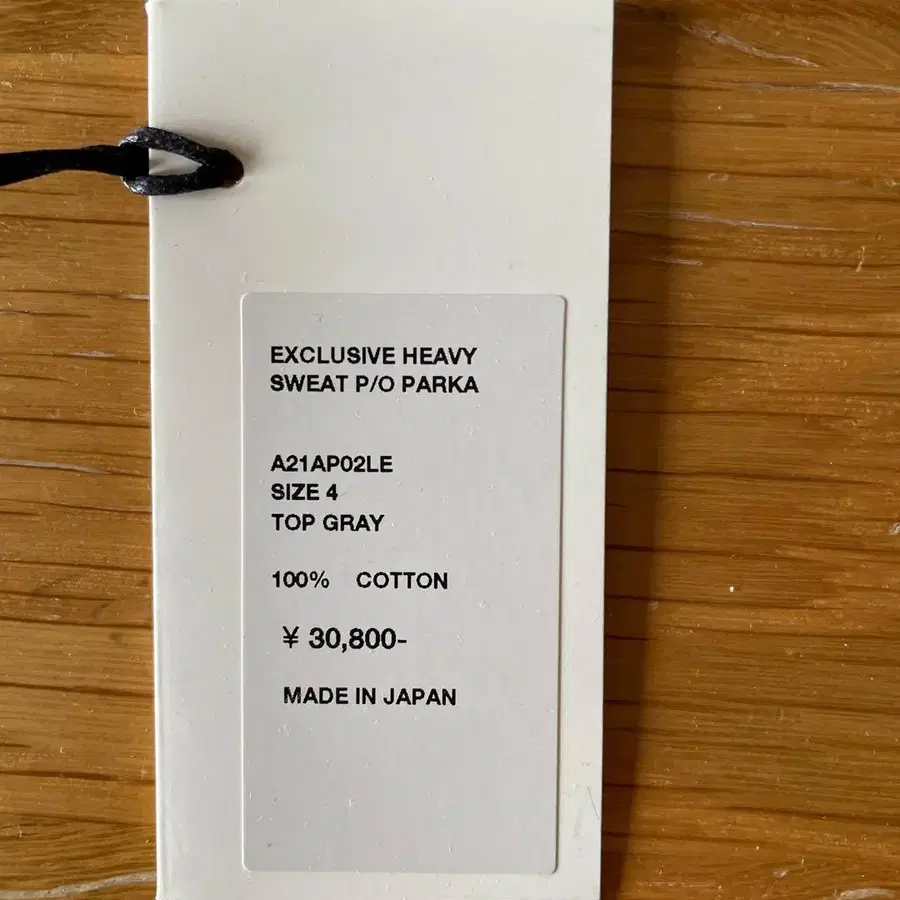 EXCLUSIVE HEAVY
SWEAT P/O PARKA
A21AP02LE
SIZE 4
TOP GRAY
100% COTTON
¥ 30,800-
MADE IN JAPAN